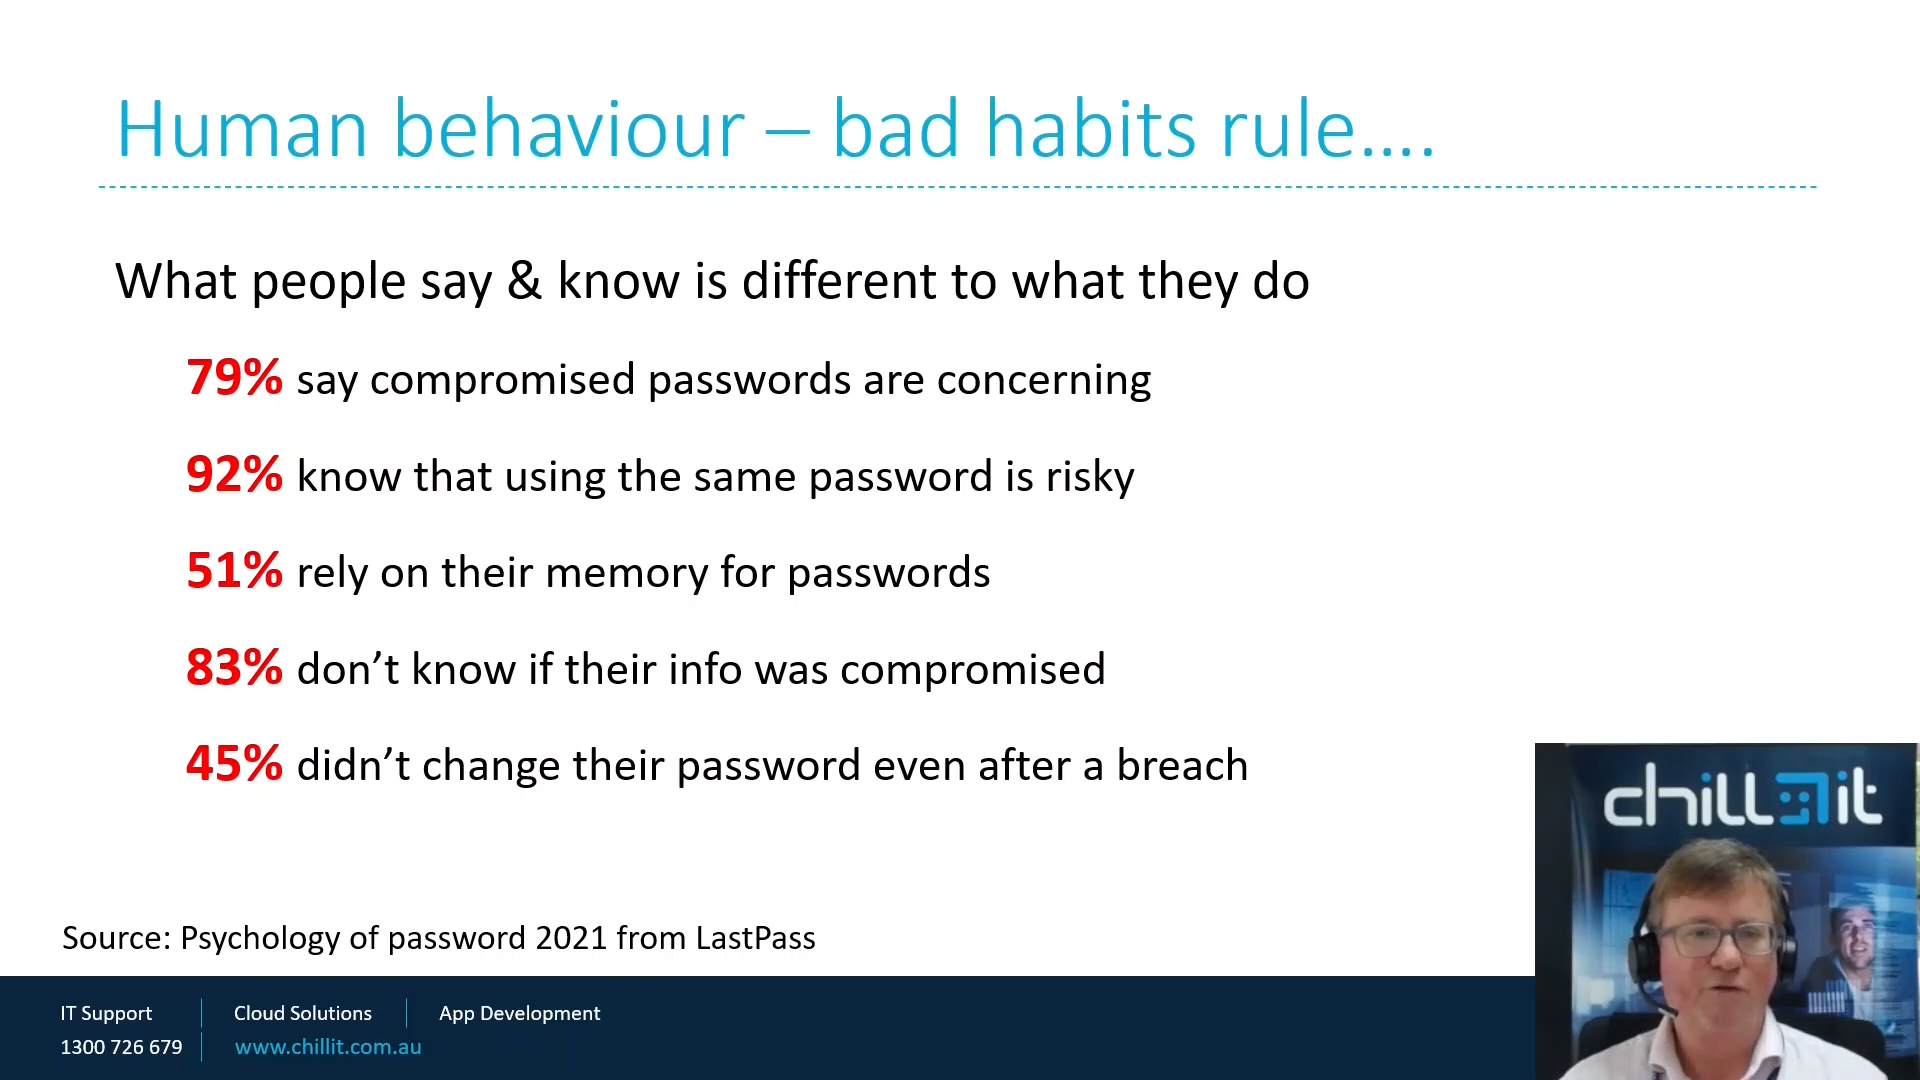 Human behaviour – bad habits rule....
What people say & know is different to what they do
79% say compromised passwords are concerning
92% know that using the same password is risky
51% rely on their memory for passwords
83% don’t know if their info was compromised
45% didn’t change their password even after a breach
Source: Psychology of password 2021 from LastPass
IT Support
Cloud Solutions
App Development
1300 726 679
www.chillit.com.au
chill it